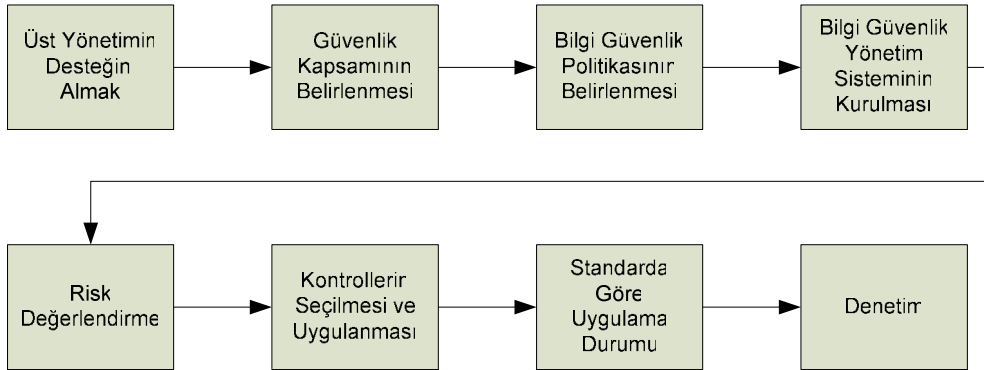 Üst Yönetimin
Desteğin
Almak
Güvenlik
Kapsamının
Belirlenmesi
Bilgi Güvenlik
Politikasının
Belirlenmesi
Bilgi Güvenlik
Yönetim
Sisteminin
Kurulması
Risk
Değerlendirme
Kontrollerin
Seçilmesi ve
Uygulanması
Standarda
Göre
Uygulama
Durumu
Denetim